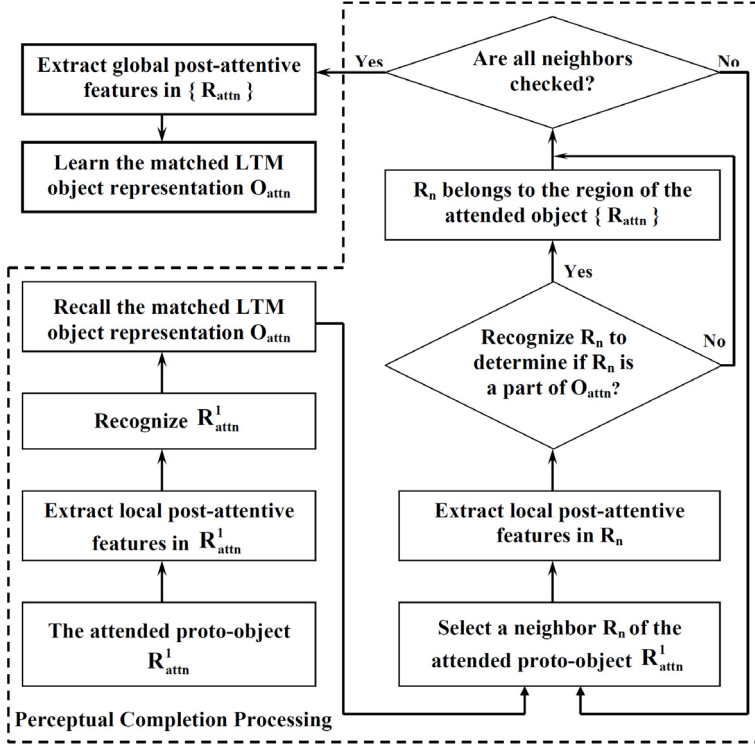 Extract global post-attentive
features in { Rattn }
Learn the matched LTM
object representation Oattn
Yes
Are all neighbors
checked?
No
Rn belongs to the region of the
attended object { Rattn }
Yes
Recognize Rn to
determine if Rn is
a part of Oattn?
No
Recall the matched LTM
object representation Oattn
Recognize R1attn
Extract local post-attentive
features in R1attn
The attended proto-object
R1attn
Extract local post-attentive
features in Rn
Select a neighbor Rn of the
attended proto-object R1attn
Perceptual Completion Processing